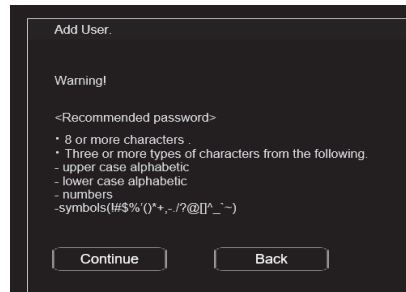 Add User.
Warning!
<Recommended password>
・8 or more characters .
・Three or more types of characters from the following.
- upper case alphabetic
- lower case alphabetic
- numbers
-symbols(!#$%'()*+,-./?@[]^_`~)
Continue
Back